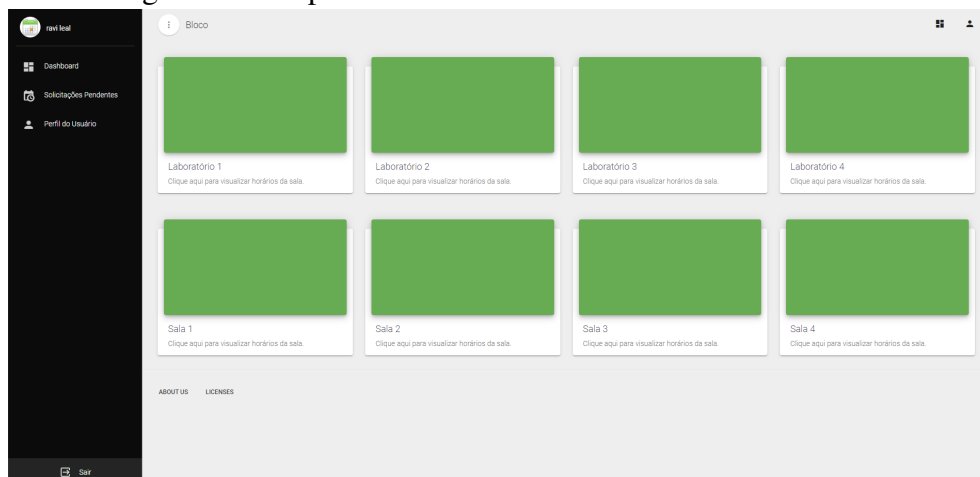 ravi leal
Bloco
Dashboard
Solicitações Pendentes
Perfil do Usuário
Laboratório 1
Clique aqui para visualizar horários da sala.
Laboratório 2
Clique aqui para visualizar horários da sala.
Laboratório 3
Clique aqui para visualizar horários da sala.
Laboratório 4
Clique aqui para visualizar horários da sala.
Sala 1
Clique aqui para visualizar horários da sala.
Sala 2
Clique aqui para visualizar horários da sala.
Sala 3
Clique aqui para visualizar horários da sala.
Sala 4
Clique aqui para visualizar horários da sala.
ABOUT US LICENSES
Sair